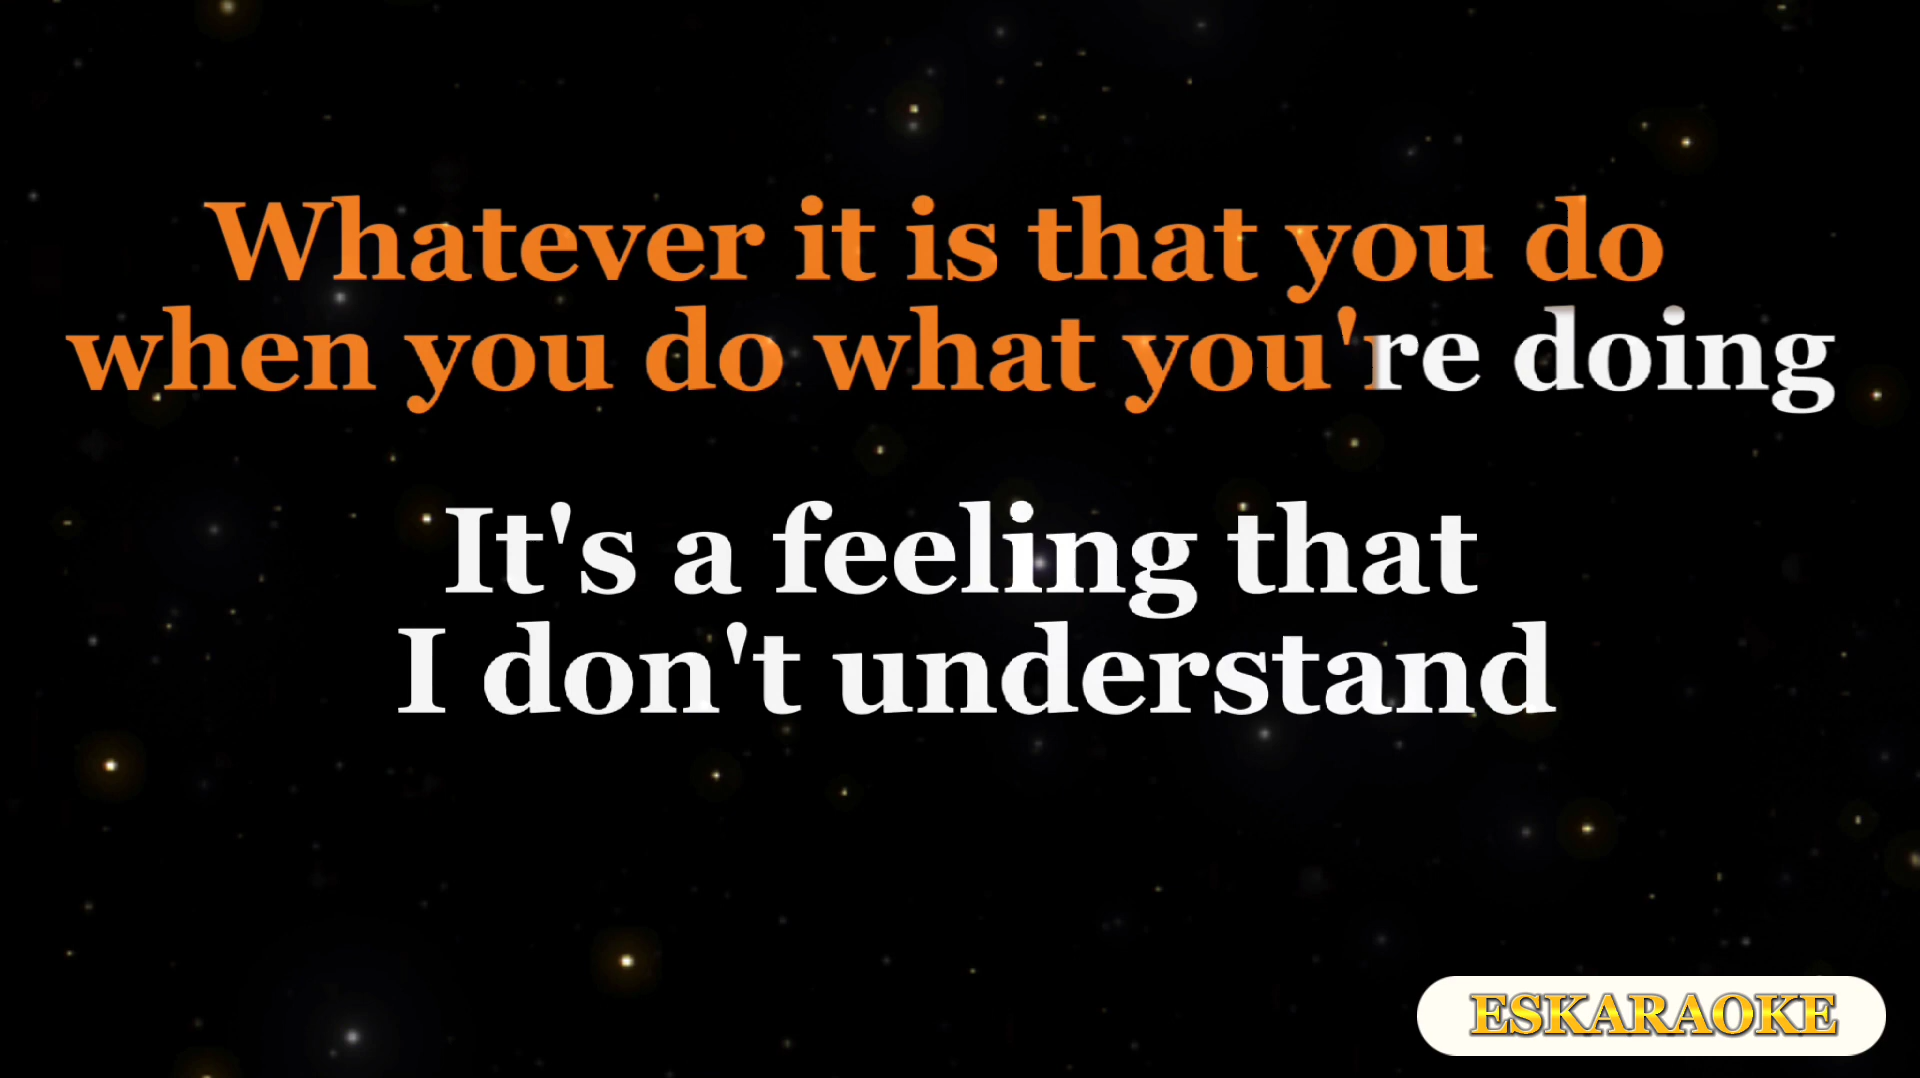 Whatever it is that you do
when you do what you're doing
It's a feeling that
I don't understand
ESKARAOKE